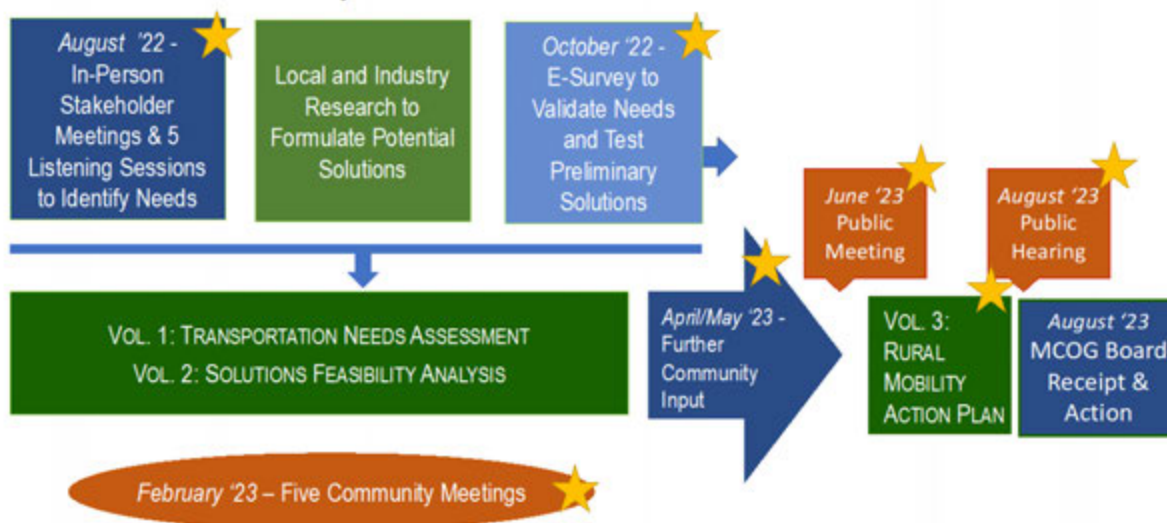 August '22 -
In-Person
Stakeholder
Meetings & 5
Listening Sessions
to Identify Needs
Local and Industry
Research to
Formulate Potential
Solutions
October '22 -
E-Survey to
Validate Needs
and Test
Preliminary
Solutions
June '23
Public
Meeting
August '23
Public
Hearing
VOL. 1: TRANSPORTATION NEEDS ASSESSMENT
VOL. 2: SOLUTIONS FEASIBILITY ANALYSIS
April/May '23 -
Further
Community
Input
VOL. 3:
RURAL
MOBILITY
ACTION PLAN
August '23
MCOG Board
Receipt &
Action
February '23 – Five Community Meetings